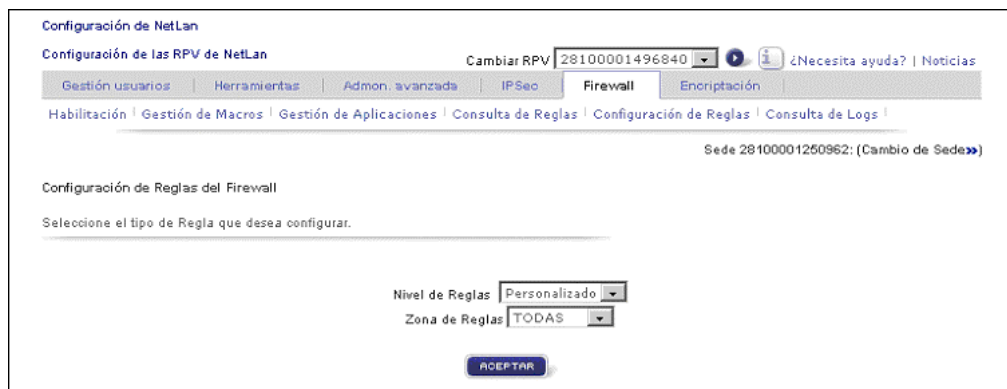 Configuración de NetLan
Configuración de las RPV de NetLan
Cambiar RPV 28100001496840 i ¿Necesita ayuda? | Noticias
Gestión usuarios | Herramientas | Admon. avanzada | IPSec Firewall Encriptación
Habilitación | Gestión de Macros | Gestión de Aplicaciones | Consulta de Reglas | Configuración de Reglas | Consulta de Logs |
Sede 28100001250962: (Cambio de Sede»)
Configuración de Reglas del Firewall
Seleccione el tipo de Regla que desea configurar.
Nivel de Reglas Personalizado
Zona de Reglas TODAS
ACEPTAR